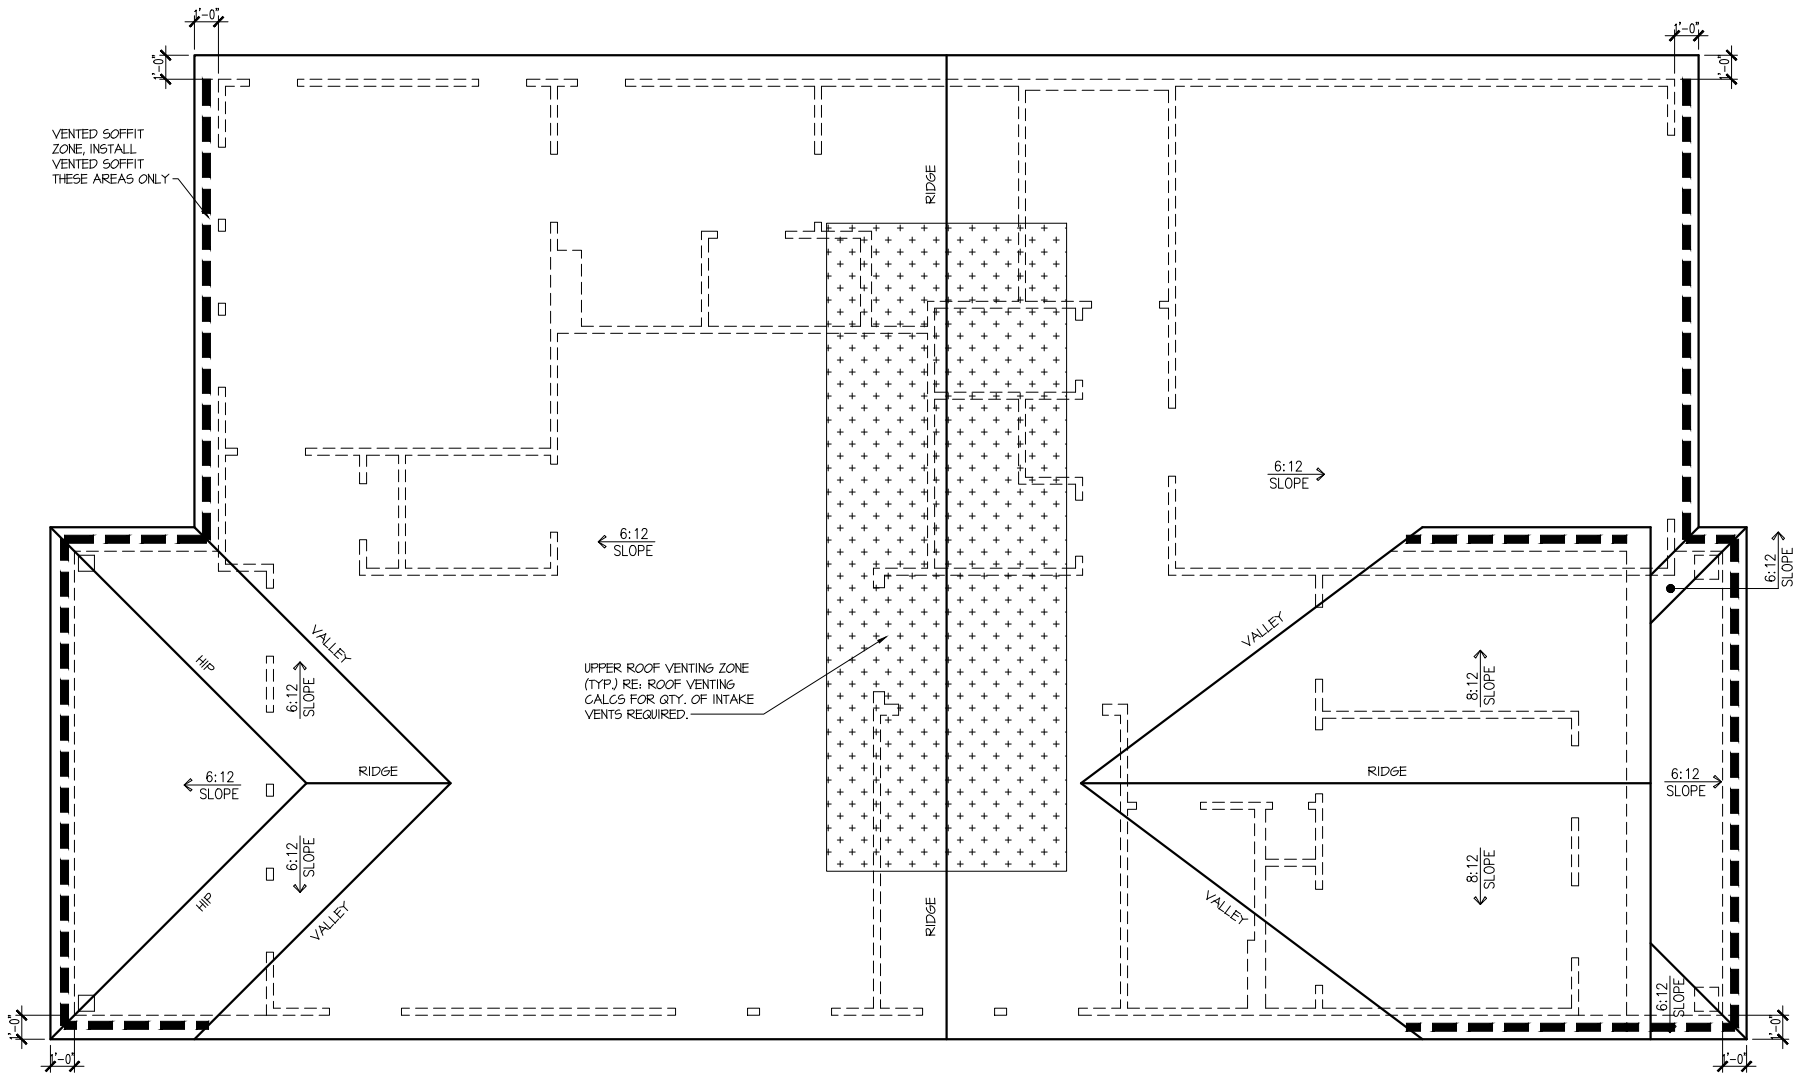 1'-0"
1'-0"
1'-0"
1'-0"
VENTED SOFFIT
ZONE, INSTALL
VENTED SOFFIT
THESE AREAS ONLY
RIDGE
6:12
SLOPE
6:12
SLOPE
6:12
SLOPE
VALLEY
HIP
VALLEY
UPPER ROOF VENTING ZONE
(TYP.) RE: ROOF VENTING
CALCS FOR QTY. OF INTAKE
VENTS REQUIRED.
6:12
SLOPE
8:12
SLOPE
RIDGE
RIDGE
6:12
SLOPE
6:12
SLOPE
6:12
SLOPE
8:12
SLOPE
HIP
VALLEY
RIDGE
VALLEY
6:12
SLOPE
1'-0"
1'-0"
1'-0"
1'-0"